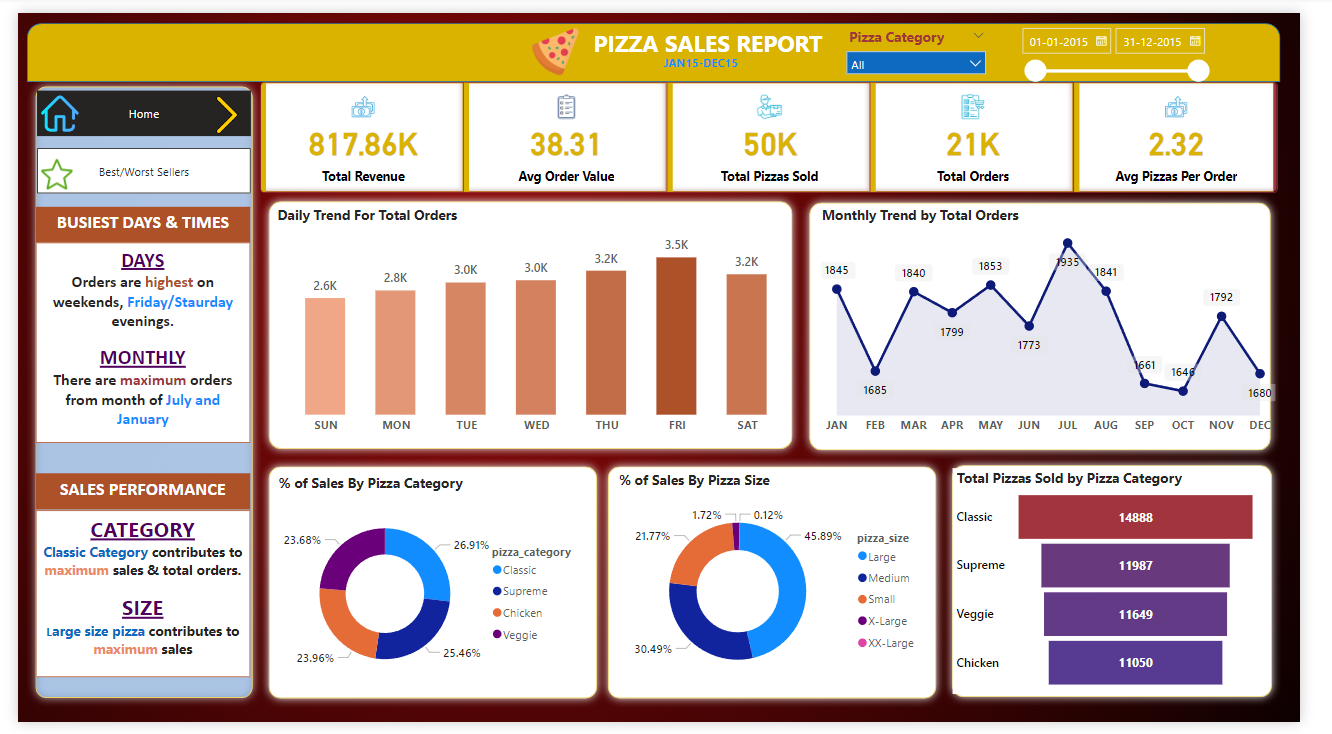 PIZZA SALES REPORT
JAN15-DEC15
Pizza Category
All
01-01-2015
31-12-2015
Home
Best/Worst Sellers
817.86K
Total Revenue
38.31
Avg Order Value
50K
Total Pizzas Sold
21K
Total Orders
2.32
Avg Pizzas Per Order
BUSIEST DAYS & TIMES
DAYS
Orders are highest on
weekends, Friday/Staurday
evenings.
MONTHLY
There are maximum orders
from month of July and
January
SALES PERFORMANCE
CATEGORY
Classic Category contributes to
maximum sales & total orders.
SIZE
Large size pizza contributes to
maximum sales
Daily Trend For Total Orders
2.6K
2.8K
3.0K
3.0K
3.2K
3.5K
3.2K
SUN MON TUE WED THU FRI SAT
Monthly Trend by Total Orders
1845
1685
1840
1799
1853
1773
1935
1841
1661
1646
1792
1680
JAN FEB MAR APR MAY JUN JUL AUG SEP OCT NOV DEC
% of Sales By Pizza Category
23.68%
26.91%
23.96%
25.46%
pizza_category
Classic
Supreme
Chicken
Veggie
% of Sales By Pizza Size
1.72%
0.12%
21.77%
45.89%
30.49%
pizza_size
Large
Medium
Small
X-Large
XX-Large
Total Pizzas Sold by Pizza Category
Classic 14888
Supreme 11987
Veggie 11649
Chicken 11050